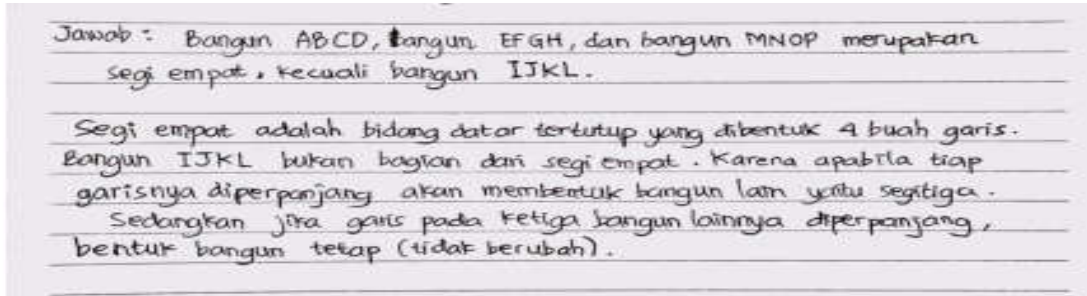 Jawab : Bangun ABCD, bangun EFGH, dan bangun MNOP merupakan
segi empat, kecuali bangun IJKL.
Segi empat adalah bidang datar tertutup yang dibentuk 4 buah garis.
Bangun IJKL bukan bagian dari segi empat. Karena apabila tiap
garisnya diperpanjang akan membentuk bangun lain yaitu segitiga.
Sedangkan jika garis pada ketiga bangun lainnya diperpanjang,
bentuk bangun tetap (tidak berubah).